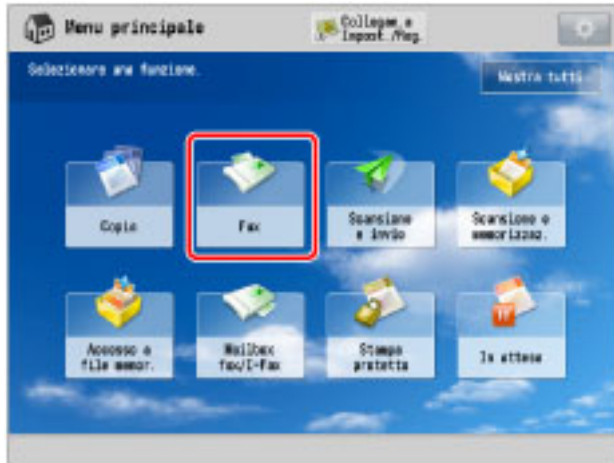 Menu principale
Collegam. a
Impost./Reg.
Selezionare una funzione.
Mostra tutti
Copia
Fax
Scansione
e invio
Scansione e
memorizzaz.
Accesso a
file memor.
Mailbox
fax/I-Fax
Stampa
protetta
In attesa